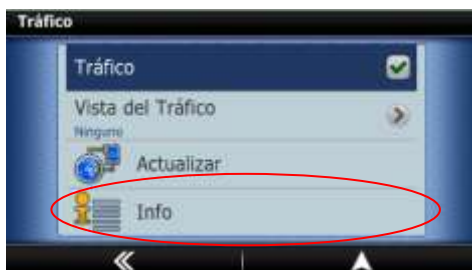 Tráfico
Tráfico
Vista del Tráfico
Ninguno
Actualizar
Info